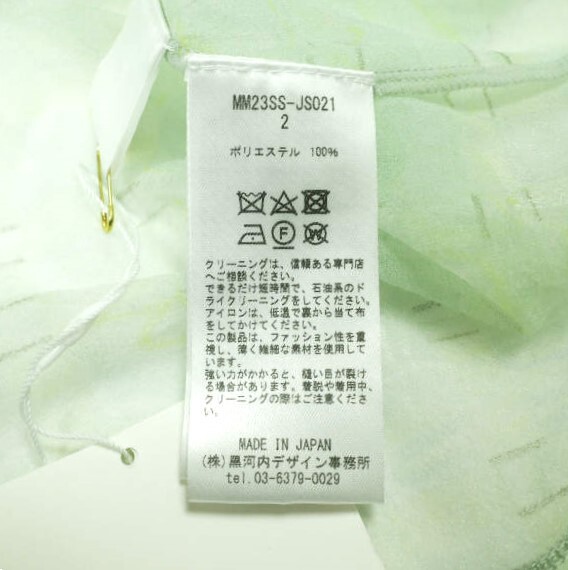 MM23SS-JS021
2
ポリエステル 100%
F
W
クリーニングは、信頼ある専門店
へご相談ください。
できるだけ短時間で、石油系のド
ライクリーニングをしてください。
アイロンは、低温で裏から当て布
をしてかけてください。
この製品は、ファッション性を重
視し、薄く繊細な素材を使用して
います。
強い力がかかると、縫い目が裂け
る場合があります。着脱や着用中、
クリーニングの際はご注意くださ
い。
MADE IN JAPAN
(株)黒河内デザイン事務所
tel.03-6379-0029